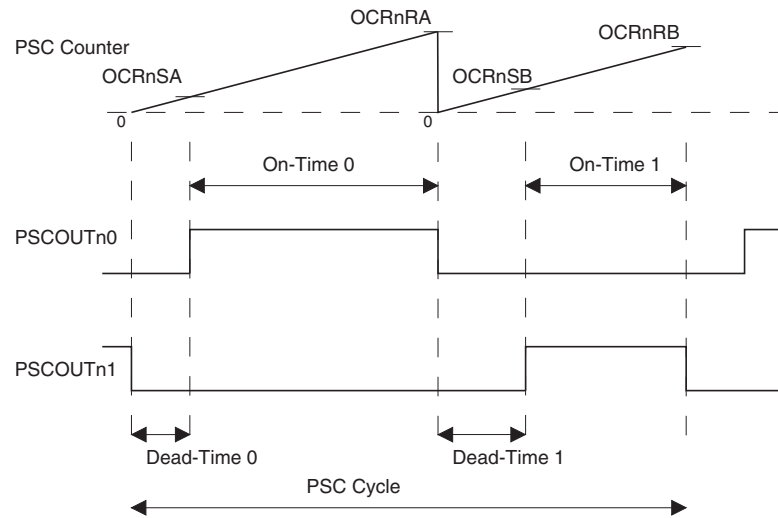 OCRnRA
OCRnRB
PSC Counter
OCRnSA
OCRnSB
0
0
On-Time 0
On-Time 1
PSCOUTn0
PSCOUTn1
Dead-Time 0
Dead-Time 1
PSC Cycle